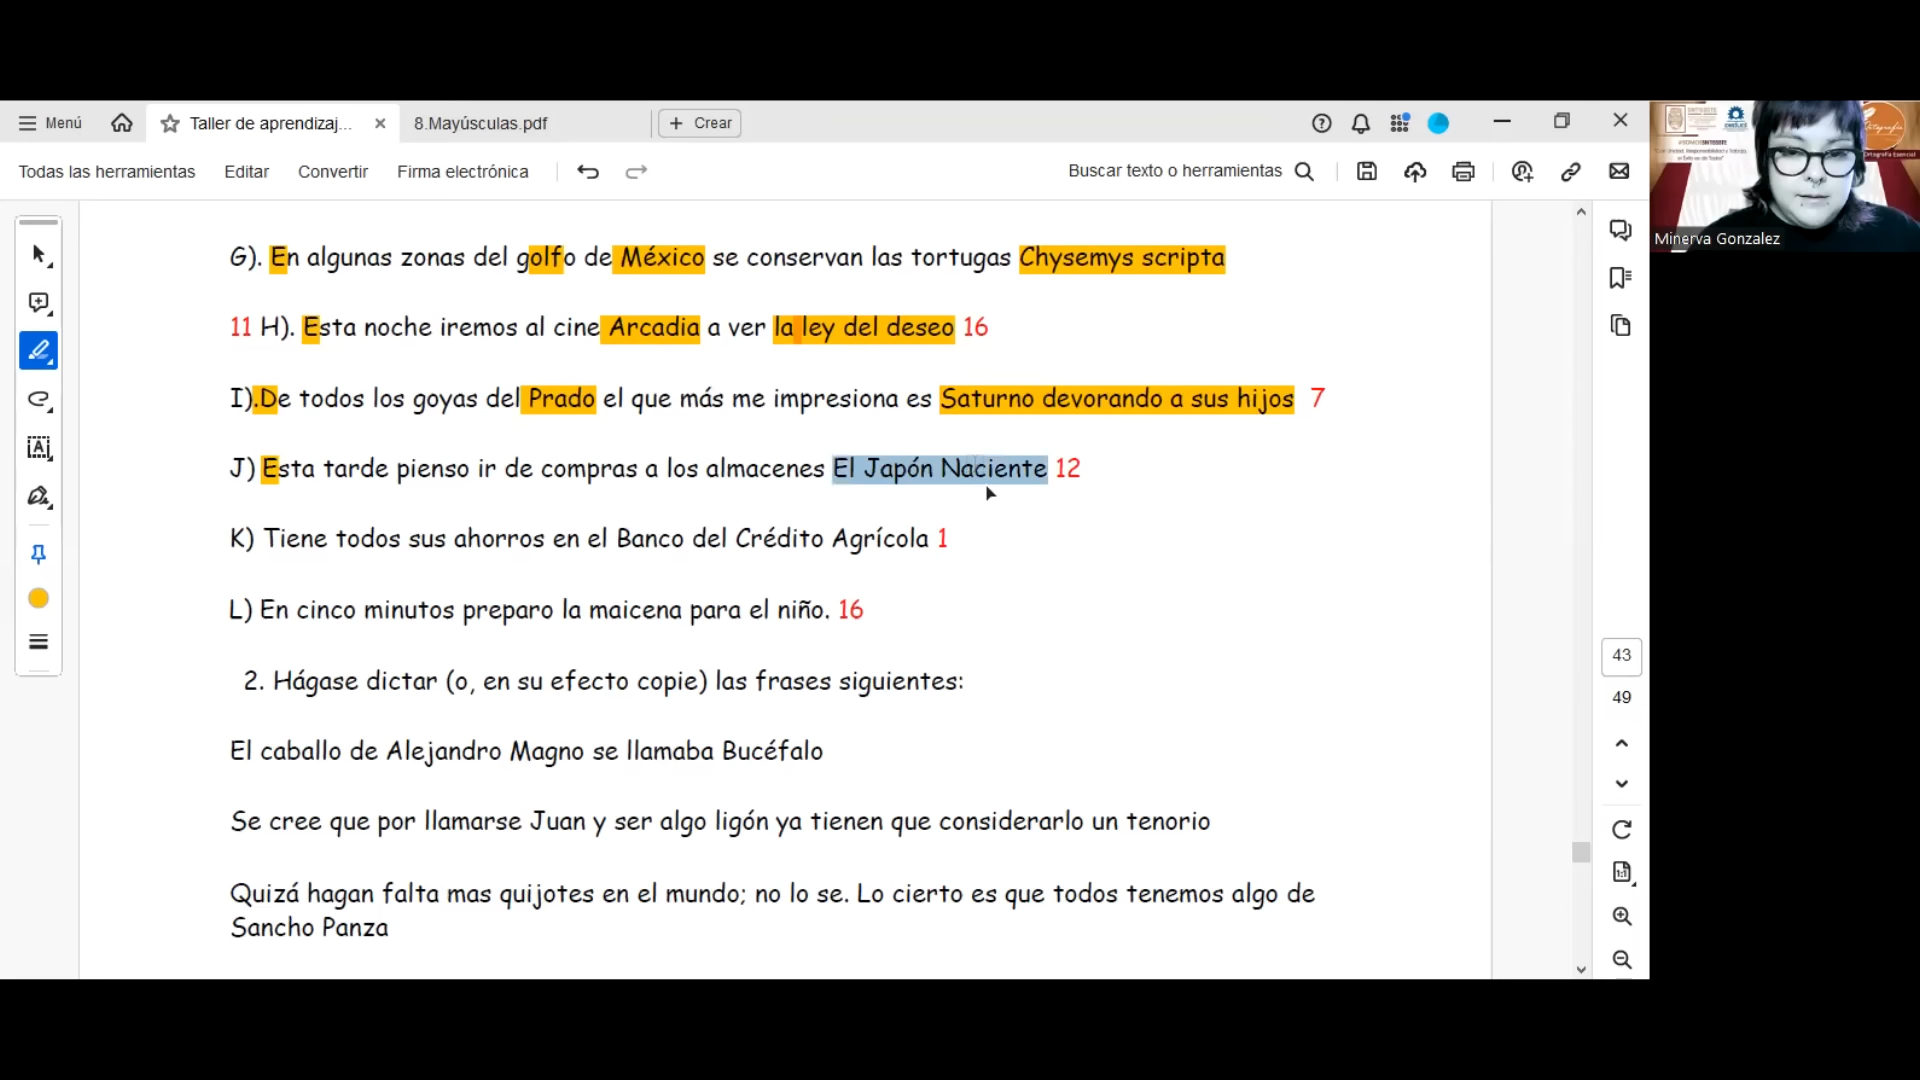 Menú
Taller de aprendizaj...
8.Mayúsculas.pdf
Crear
Todas las herramientas
Editar
Convertir
Firma electrónica
Buscar texto o herramientas
G). En algunas zonas del golfo de México se conservan las tortugas Chysemys scripta
11 H). Esta noche iremos al cine Arcadia a ver la ley del deseo 16
I).De todos los goyas del Prado el que más me impresiona es Saturno devorando a sus hijos 7
J) Esta tarde pienso ir de compras a los almacenes El Japón Naciente 12
K) Tiene todos sus ahorros en el Banco del Crédito Agrícola 1
L) En cinco minutos preparo la maicena para el niño. 16
2. Hágase dictar (o, en su efecto copie) las frases siguientes:
El caballo de Alejandro Magno se llamaba Bucéfalo
Se cree que por llamarse Juan y ser algo ligón ya tienen que considerarlo un tenorio
Quizá hagan falta mas quijotes en el mundo; no lo se. Lo cierto es que todos tenemos algo de
Sancho Panza
43
49
1:1
Ortografía
Ortografía Esencial
Minerva Gonzalez